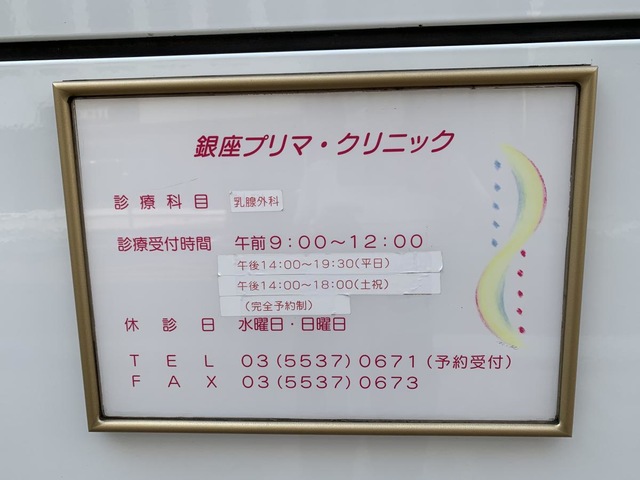 銀座プリマ・クリニック
診療科目 乳腺外科
診療受付時間 午前9:00～12:00
午後14:00～19:30(平日)
午後14:00～18:00(土祝)
(完全予約制)
休診日 水曜日・日曜日
TEL 03(5537)0671(予約受付)
FAX 03(5537)0673